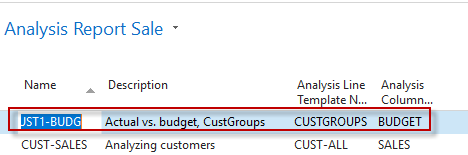 Analysis Report Sale
Name Description Analysis Line Template N... Analysis Column...
JST1-BUDG Actual vs. budget, CustGroups CUSTGROUPS BUDGET
CUST-SALES Analyzing customers CUST-ALL SALES